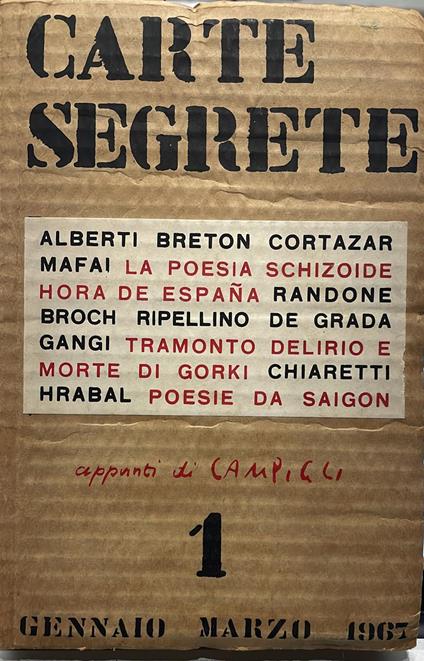 CARTE
SEGRETE
ALBERTI BRETON CORTAZAR
MAFAI LA POESIA SCHIZOIDE
HORA DE ESPAÑA RANDONE
BROCH RIPELLINO DE GRADA
GANGI TRAMONTO DELIRIO E
MORTE DI GORKI CHIARETTI
HRABAL POESIE DA SAIGON
appunti di CAMPIGLI
1
GENNAIO MARZO 1967